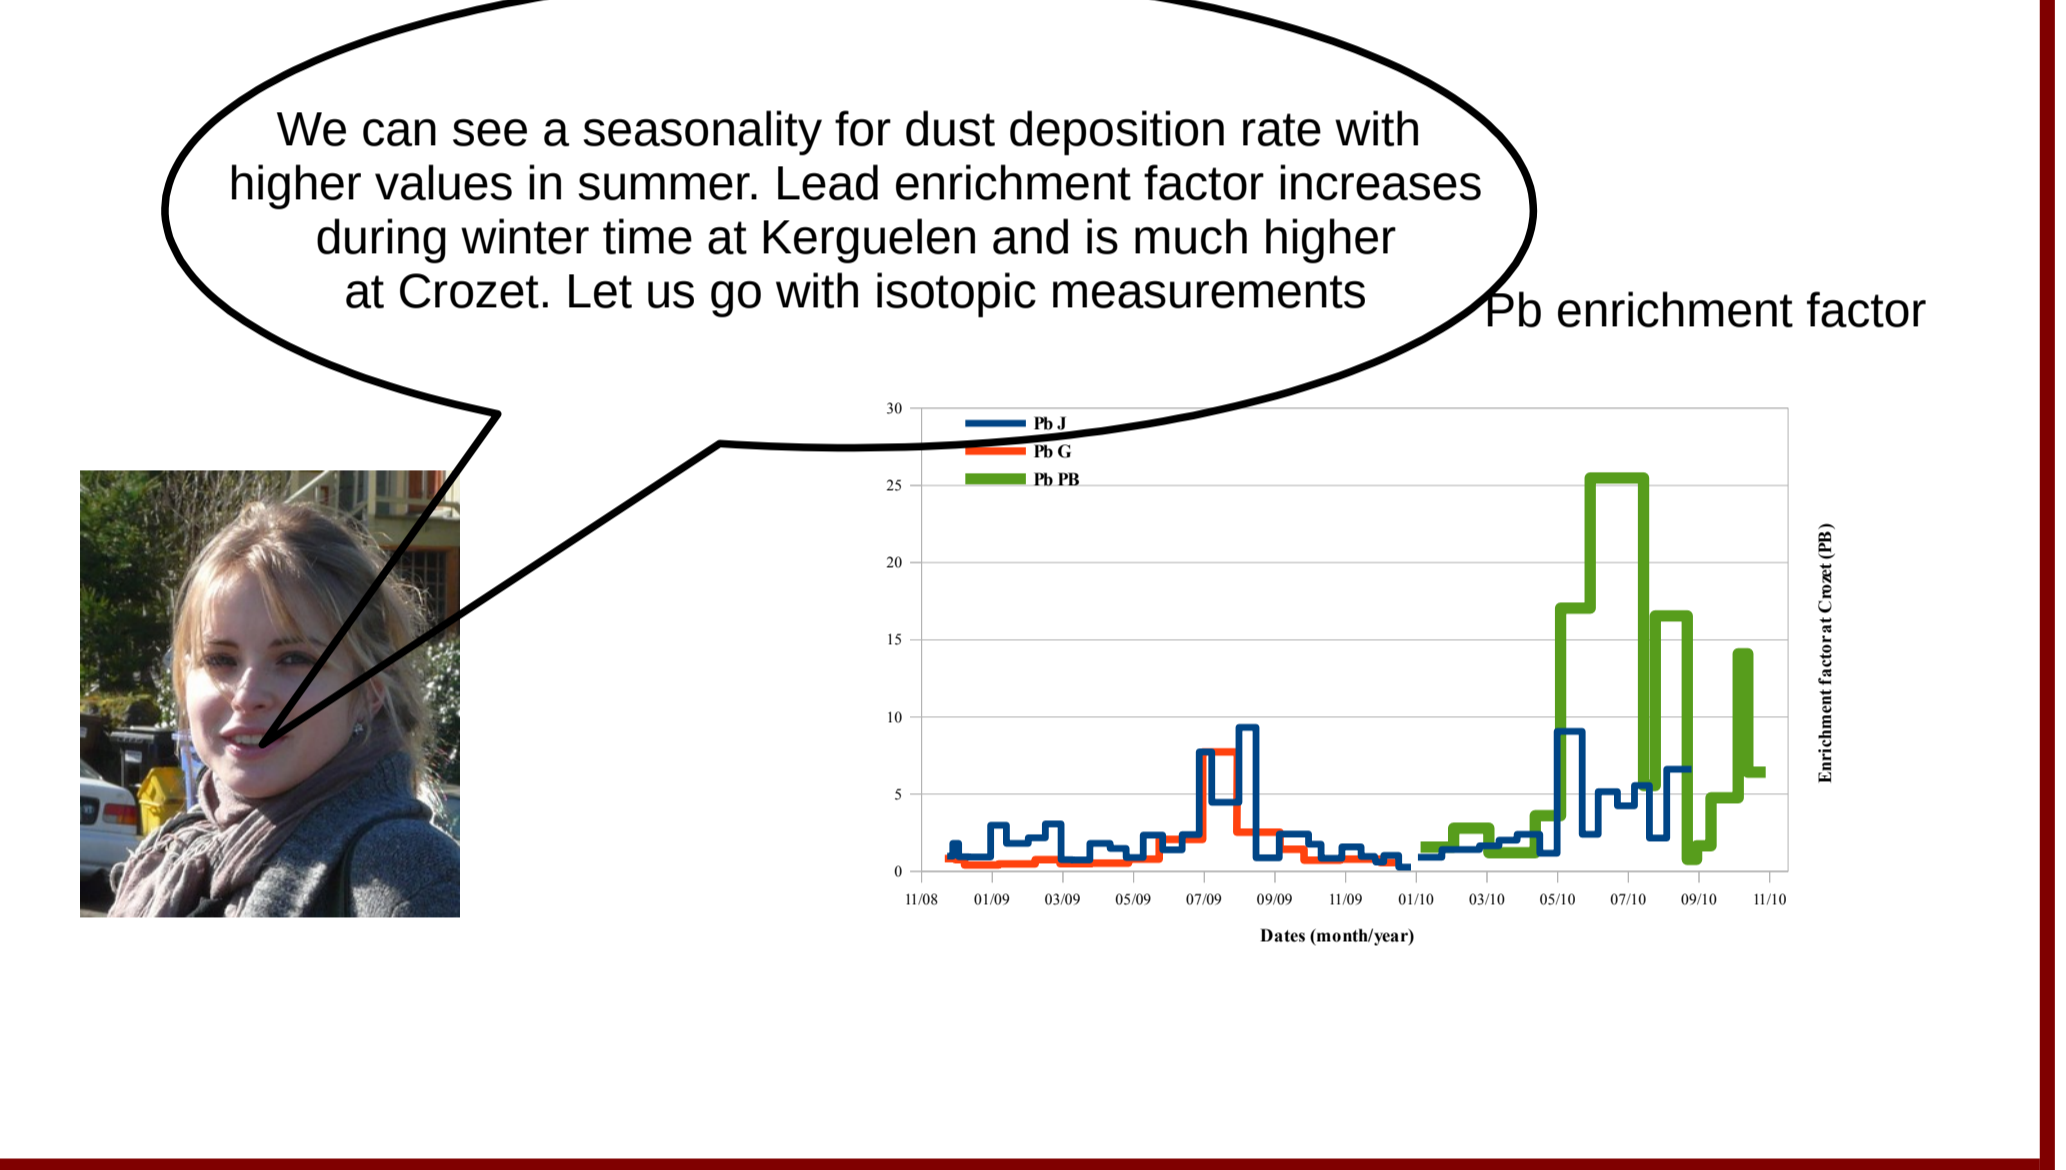 We can see a seasonality for dust deposition rate with
higher values in summer. Lead enrichment factor increases
during winter time at Kerguelen and is much higher
at Crozet. Let us go with isotopic measurements
Pb enrichment factor
30
25
20
15
10
5
0
Pb J
Pb G
Pb PB
Enrichment factor at Crozet (PB)
11/08 01/09 03/09 05/09 07/09 09/09 11/09 01/10 03/10 05/10 07/10 09/10 11/10
Dates (month/year)